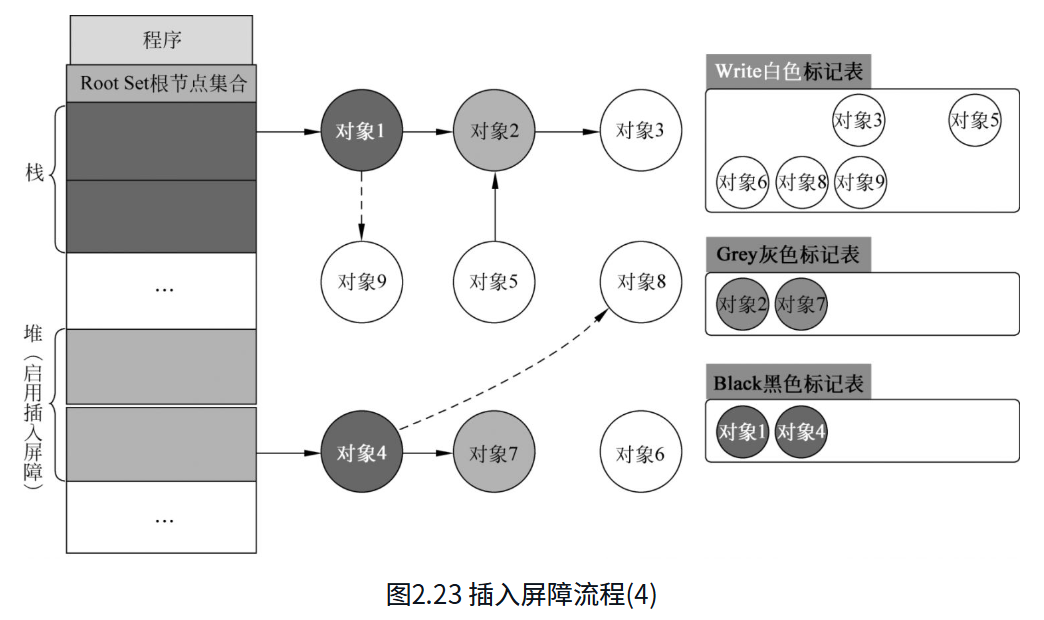 程序
Root Set根节点集合
栈
…
堆（启用插入屏障）
…
对象1
对象2
对象3
对象9
对象5
对象8
对象4
对象7
对象6
Write白色标记表
对象3
对象5
对象6
对象8
对象9
Grey灰色标记表
对象2
对象7
Black黑色标记表
对象1
对象4
图2.23 插入屏障流程(4)